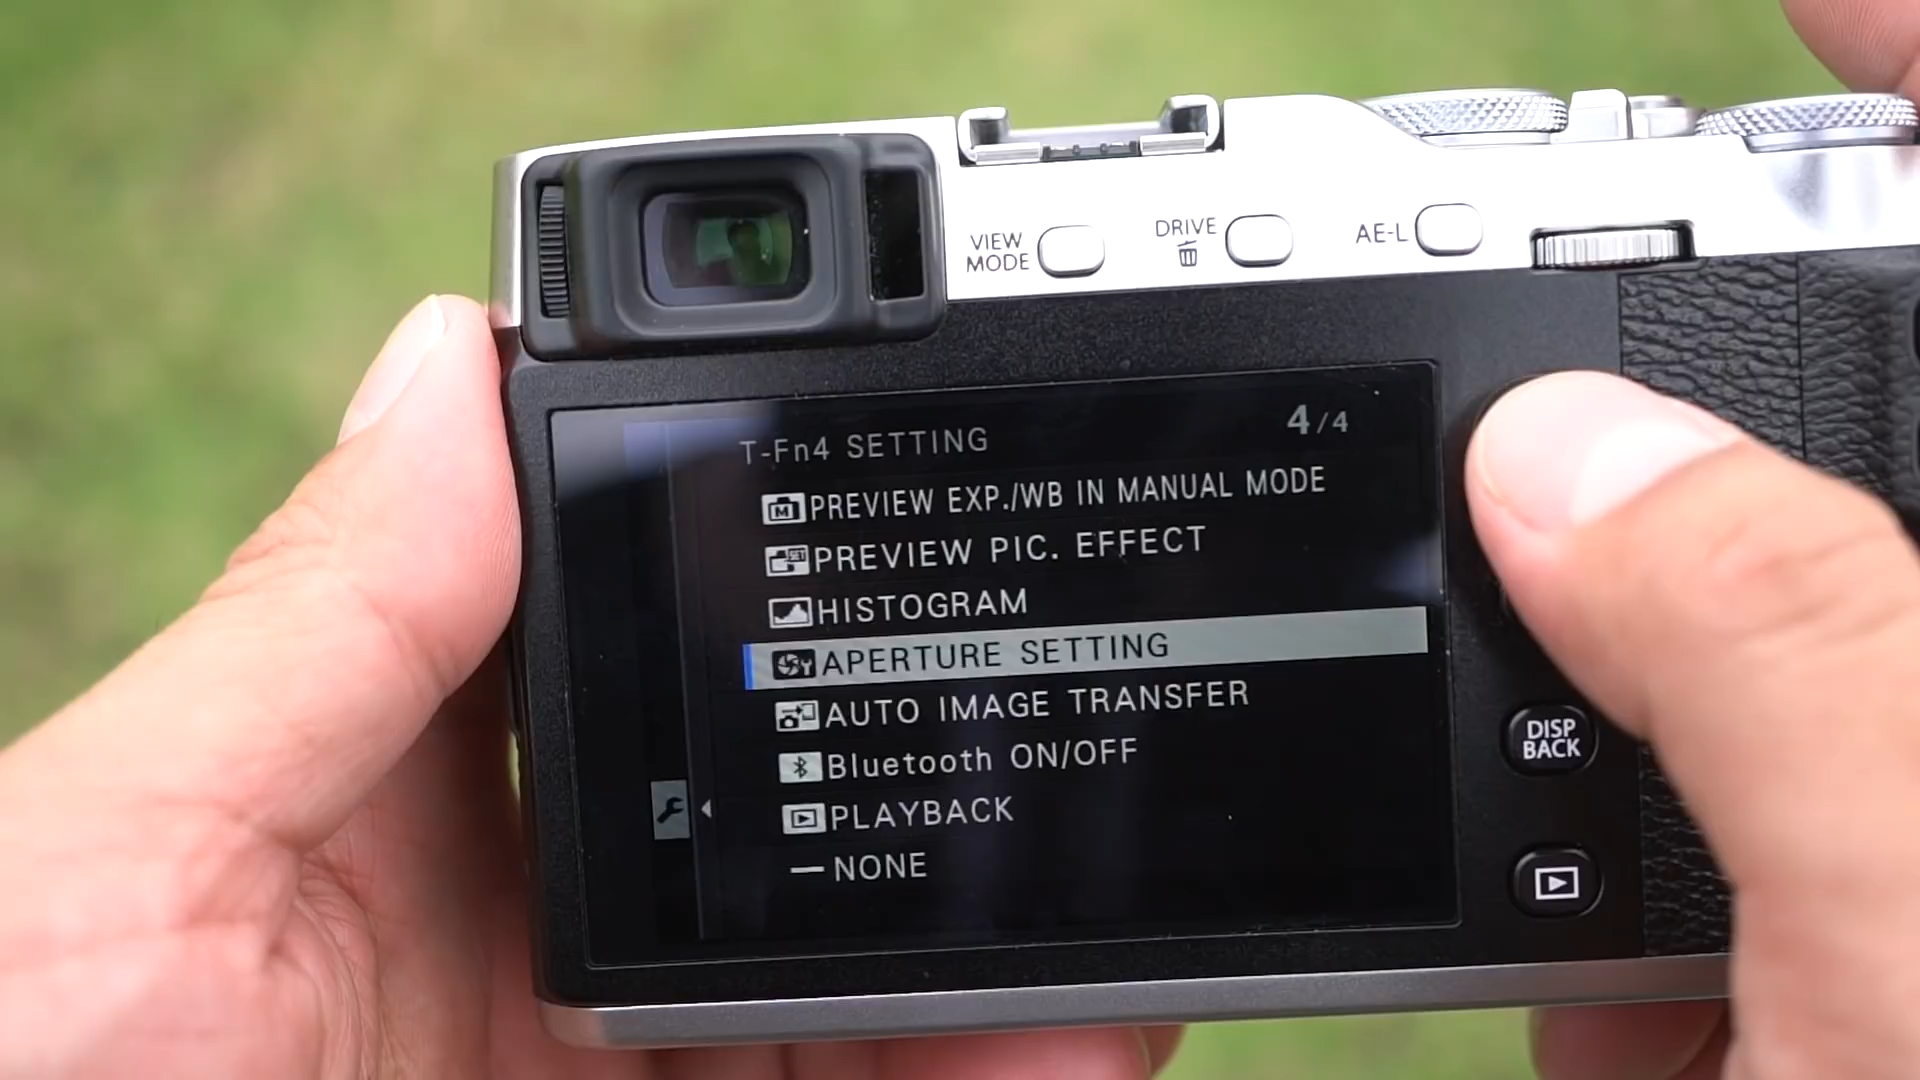 VIEW
MODE
DRIVE
AE-L
T-Fn4 SETTING
4/4
PREVIEW EXP./WB IN MANUAL MODE
PREVIEW PIC. EFFECT
HISTOGRAM
APERTURE SETTING
AUTO IMAGE TRANSFER
Bluetooth ON/OFF
PLAYBACK
— NONE
DISP
BACK